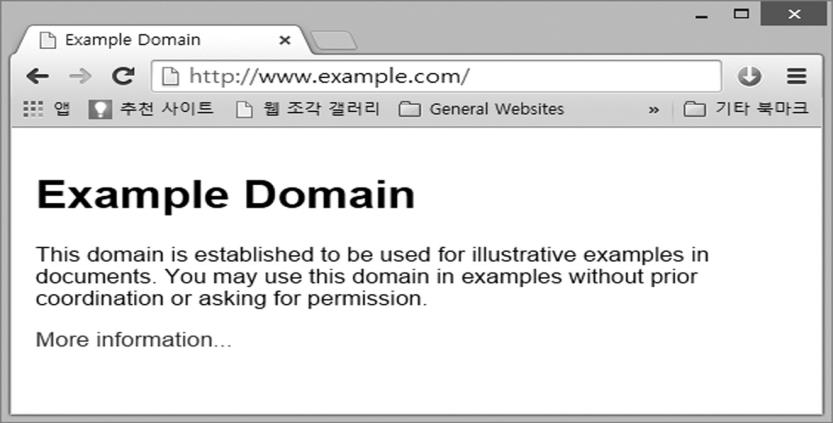 Example Domain
http://www.example.com/
앱 추천 사이트 웹 조각 갤러리 General Websites » 기타 북마크
Example Domain
This domain is established to be used for illustrative examples in
documents. You may use this domain in examples without prior
coordination or asking for permission.
More information...